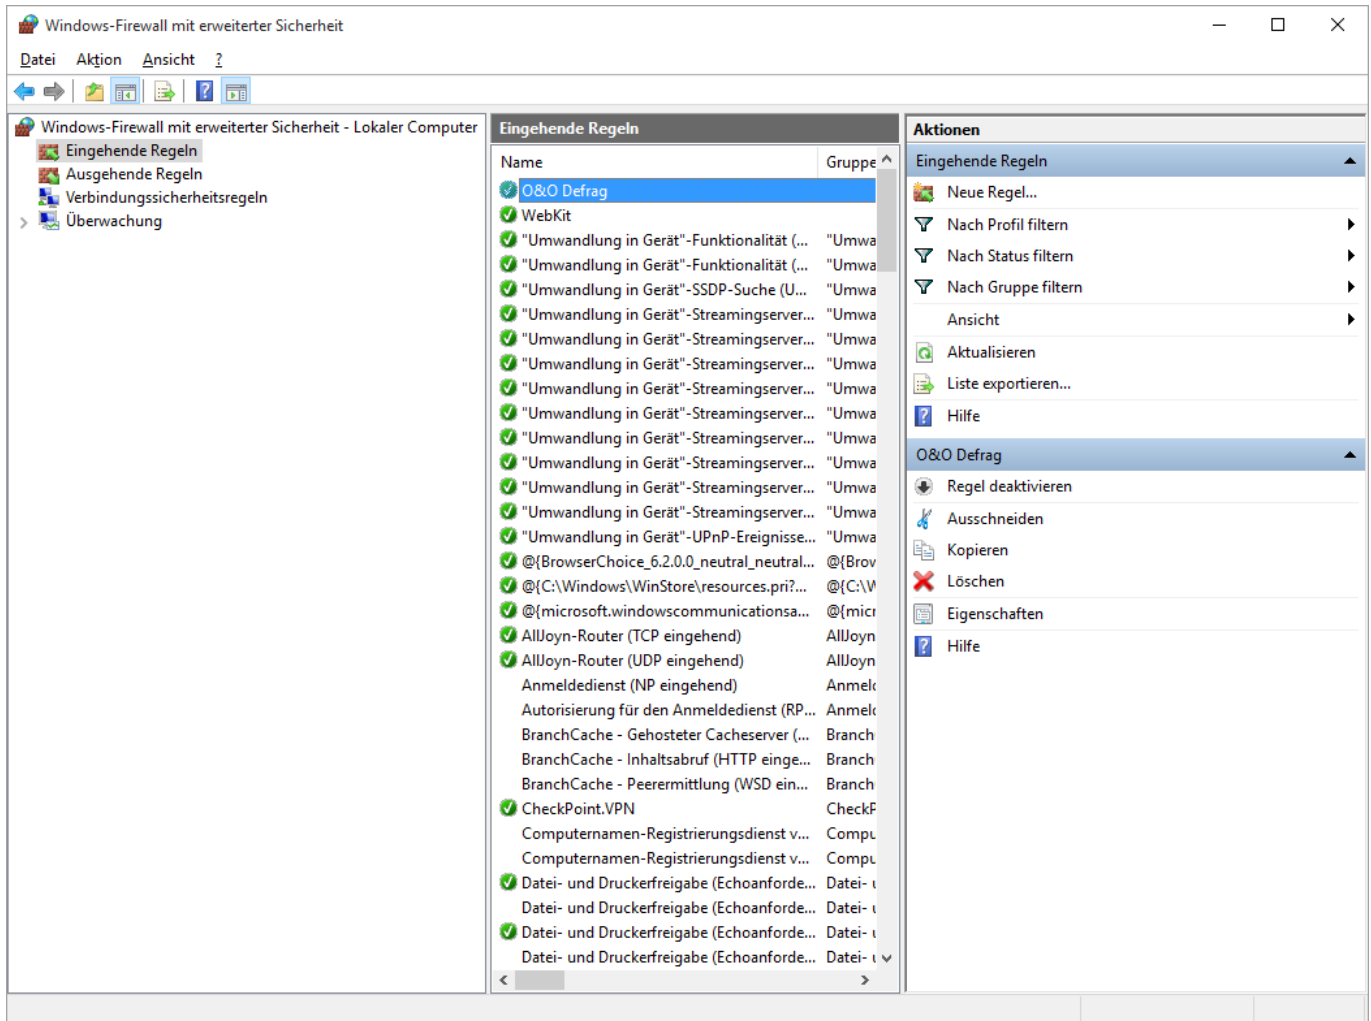 Windows-Firewall mit erweiterter Sicherheit
Datei Aktion Ansicht ?
Windows-Firewall mit erweiterter Sicherheit - Lokaler Computer
Eingehende Regeln
Ausgehende Regeln
Verbindungssicherheitsregeln
Überwachung
Eingehende Regeln
Name Gruppe
O&O Defrag
WebKit
"Umwandlung in Gerät"-Funktionalität (... "Umwa
"Umwandlung in Gerät"-Funktionalität (... "Umwa
"Umwandlung in Gerät"-SSDP-Suche (U... "Umwa
"Umwandlung in Gerät"-Streamingserver... "Umwa
"Umwandlung in Gerät"-Streamingserver... "Umwa
"Umwandlung in Gerät"-Streamingserver... "Umwa
"Umwandlung in Gerät"-Streamingserver... "Umwa
"Umwandlung in Gerät"-Streamingserver... "Umwa
"Umwandlung in Gerät"-Streamingserver... "Umwa
"Umwandlung in Gerät"-Streamingserver... "Umwa
"Umwandlung in Gerät"-Streamingserver... "Umwa
"Umwandlung in Gerät"-Streamingserver... "Umwa
"Umwandlung in Gerät"-UPnP-Ereignisse... "Umwa
@{BrowserChoice_6.2.0.0_neutral_neutral... @{Brov
@{C:\Windows\WinStore\resources.pri?... @{C:\W
@{microsoft.windowscommunicationsa... @{micr
AllJoyn-Router (TCP eingehend) AllJoyn
AllJoyn-Router (UDP eingehend) AllJoyn
Anmeldedienst (NP eingehend) Anmeld
Autorisierung für den Anmeldedienst (RP... Anmeld
BranchCache - Gehosteter Cacheserver (... Branch
BranchCache - Inhaltsabruf (HTTP einge... Branch
BranchCache - Peerermittlung (WSD ein... Branch
CheckPoint.VPN CheckP
Computernamen-Registrierungsdienst v... Compu
Computernamen-Registrierungsdienst v... Compu
Datei- und Druckerfreigabe (Echoanforde... Datei- u
Datei- und Druckerfreigabe (Echoanforde... Datei- u
Datei- und Druckerfreigabe (Echoanforde... Datei- u
Datei- und Druckerfreigabe (Echoanforde... Datei- u
Aktionen
Eingehende Regeln
Neue Regel...
Nach Profil filtern
Nach Status filtern
Nach Gruppe filtern
Ansicht
Aktualisieren
Liste exportieren...
Hilfe
O&O Defrag
Regel deaktivieren
Ausschneiden
Kopieren
Löschen
Eigenschaften
Hilfe